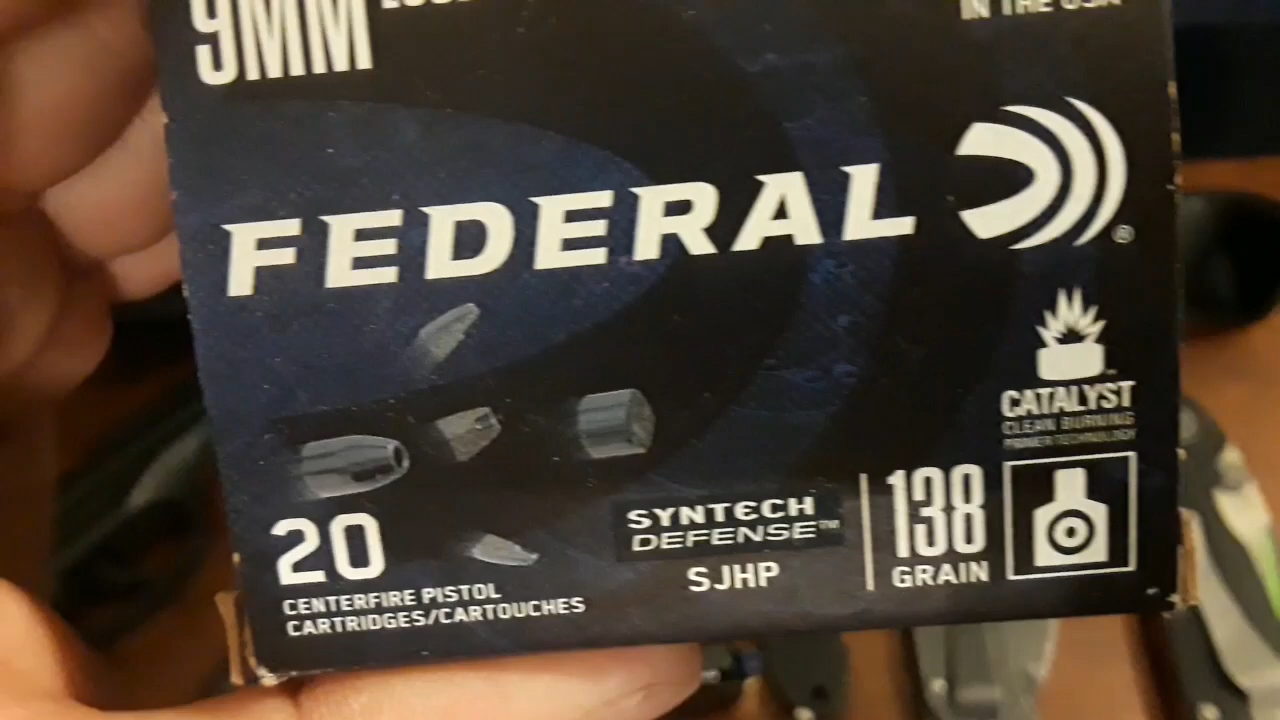 9MM
IN THE USA
FEDERAL
®
CATALYST
CLEAN BURNING
PRIMER TECHNOLOGY
20
CENTERFIRE PISTOL
CARTRIDGES/CARTOUCHES
SYNTECH
DEFENSE™
SJHP
138
GRAIN